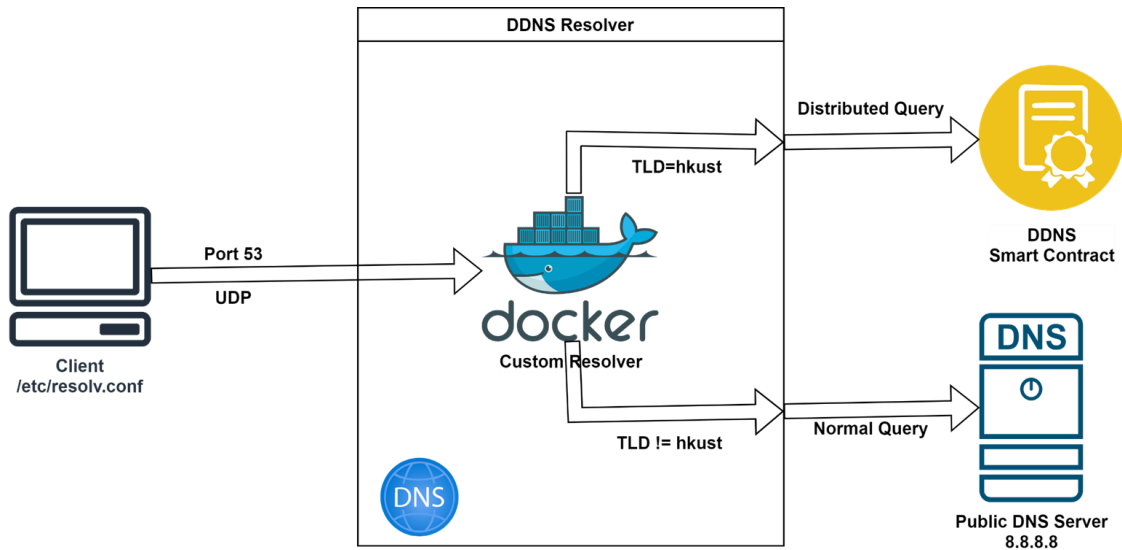 DDNS Resolver
Distributed Query
TLD=hkust
DDNS
Smart Contract
Port 53
UDP
docker
Custom Resolver
Client
/etc/resolv.conf
DNS
TLD != hkust
Normal Query
DNS
Public DNS Server
8.8.8.8